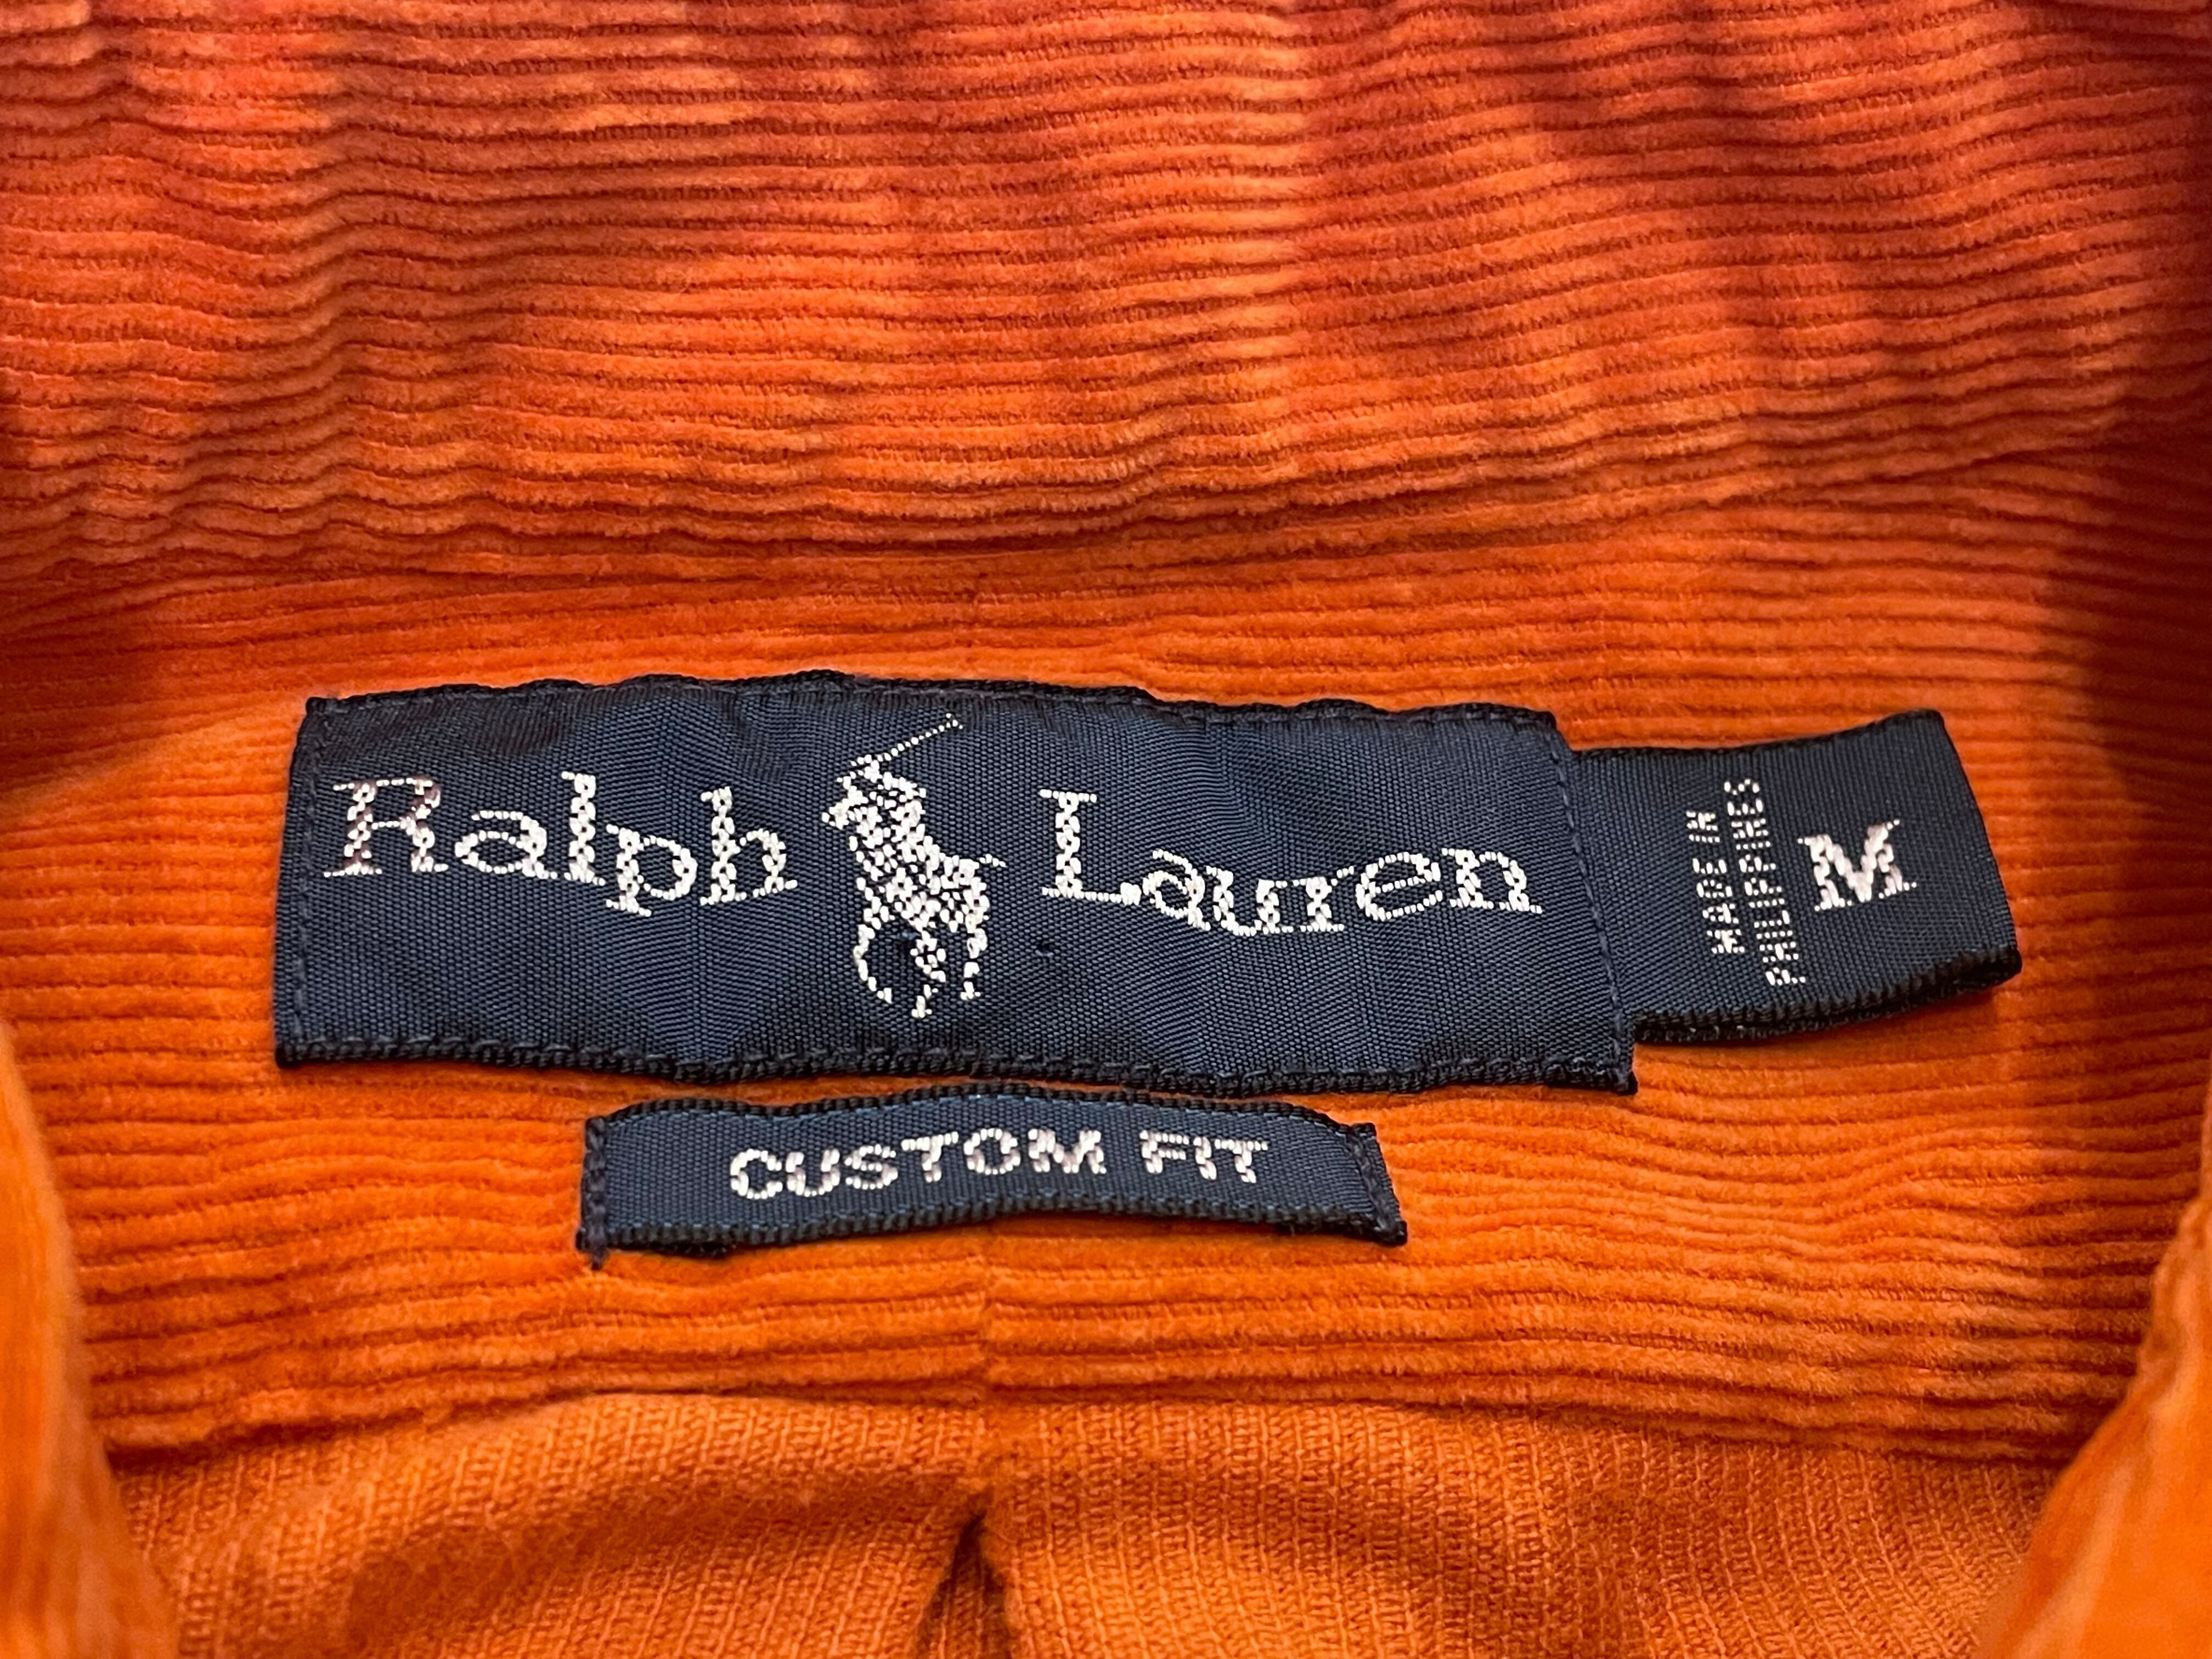 Ralph Lauren
MADE IN
PHILIPPINES
M
CUSTOM FIT